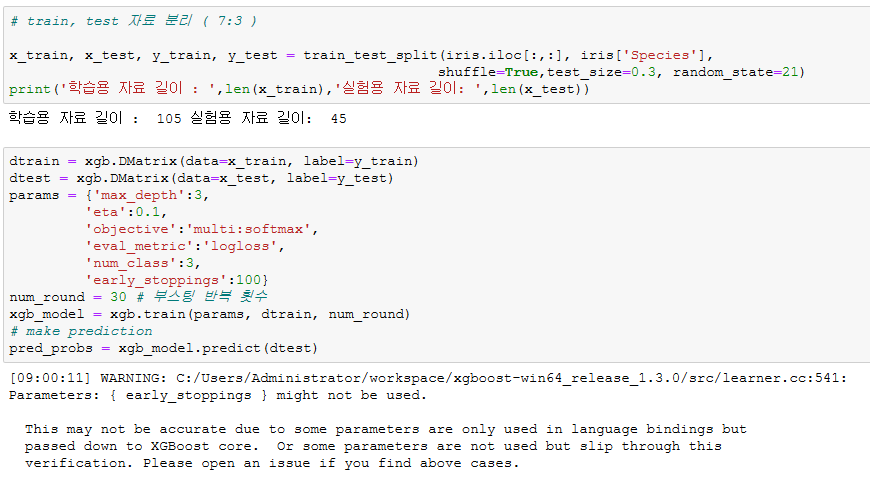 # train, test 자료 분리 ( 7:3 )
x_train, x_test, y_train, y_test = train_test_split(iris.iloc[:,:], iris['Species'],
shuffle=True,test_size=0.3, random_state=21)
print('학습용 자료 길이 : ',len(x_train),'실험용 자료 길이: ',len(x_test))
학습용 자료 길이 :  105 실험용 자료 길이:  45
dtrain = xgb.DMatrix(data=x_train, label=y_train)
dtest = xgb.DMatrix(data=x_test, label=y_test)
params = {'max_depth':3,
'eta':0.1,
'objective':'multi:softmax',
'eval_metric':'logloss',
'num_class':3,
'early_stoppings':100}
num_round = 30 # 부스팅 반복 횟수
xgb_model = xgb.train(params, dtrain, num_round)
# make prediction
pred_probs = xgb_model.predict(dtest)
[09:00:11] WARNING: C:/Users/Administrator/workspace/xgboost-win64_release_1.3.0/src/learner.cc:541:
Parameters: { early_stoppings } might not be used.
This may not be accurate due to some parameters are only used in language bindings but
passed down to XGBoost core.  Or some parameters are not used but slip through this
verification. Please open an issue if you find above cases.